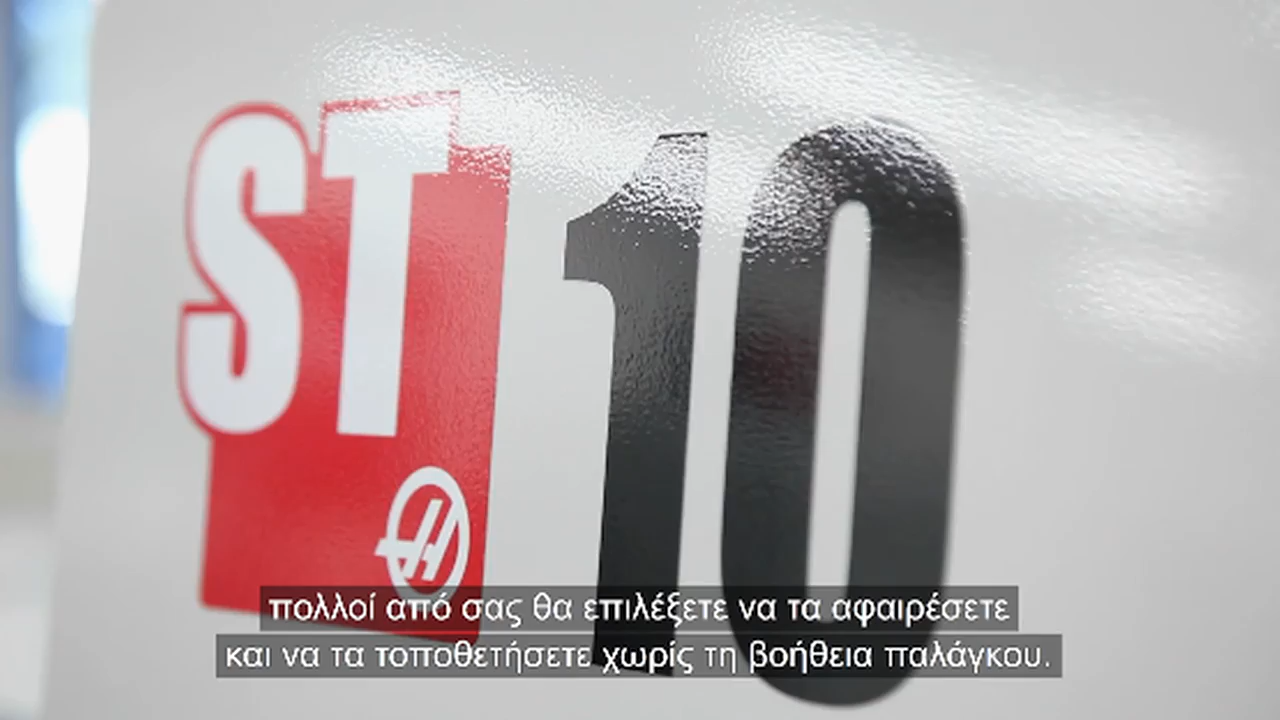 ST 10
πολλοί από σας θα επιλέξετε να τα αφαιρέσετε
και να τα τοποθετήσετε χωρίς τη βοήθεια παλάγκου.